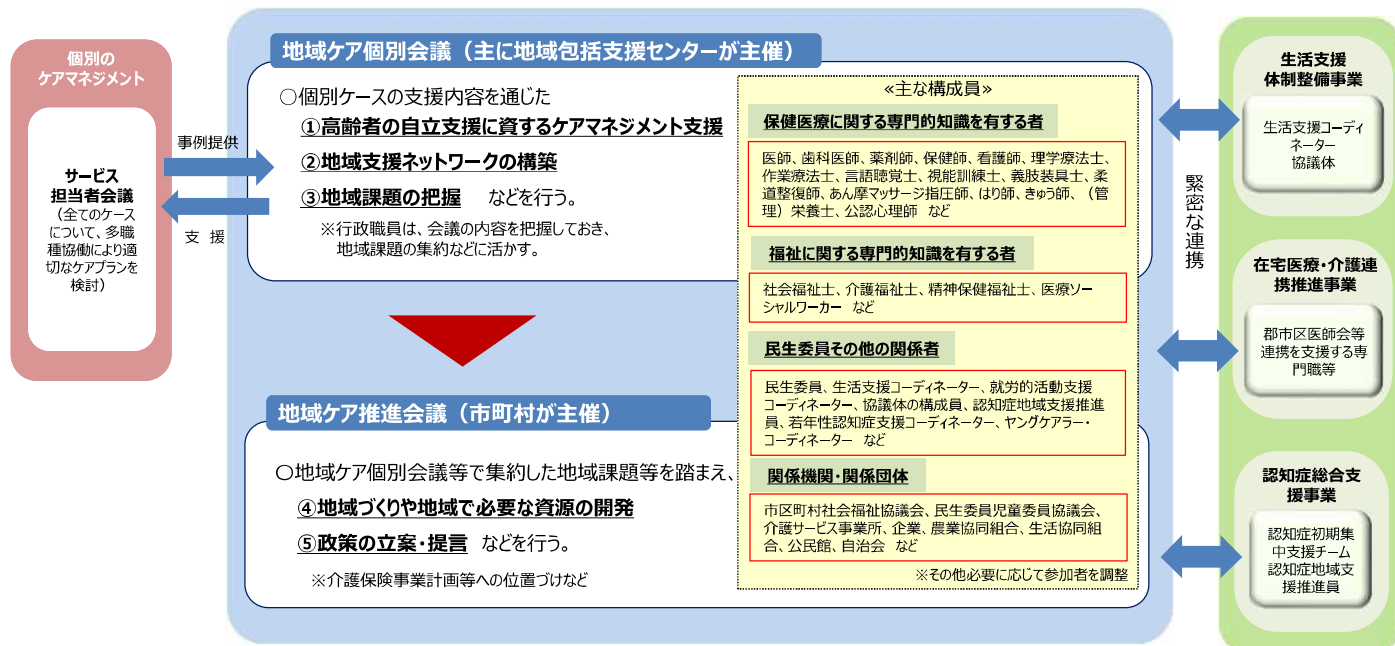 個別の
ケアマネジメント
サービス
担当者会議
（全てのケース
について、多職
種協働により適
切なケアプランを
検討）
事例提供
支 援
地域ケア個別会議（主に地域包括支援センターが主催）
○個別ケースの支援内容を通じた
①高齢者の自立支援に資するケアマネジメント支援
②地域支援ネットワークの構築
③地域課題の把握 などを行う。
※行政職員は、会議の内容を把握しておき、
地域課題の集約などに活かす。
地域ケア推進会議（市町村が主催）
○地域ケア個別会議等で集約した地域課題等を踏まえ、
④地域づくりや地域で必要な資源の開発
⑤政策の立案・提言 などを行う。
※介護保険事業計画等への位置づけなど
≪主な構成員≫
保健医療に関する専門的知識を有する者
医師、歯科医師、薬剤師、保健師、看護師、理学療法士、
作業療法士、言語聴覚士、視能訓練士、義肢装具士、柔
道整復師、あん摩マッサージ指圧師、はり師、きゅう師、（管
理）栄養士、公認心理師 など
福祉に関する専門的知識を有する者
社会福祉士、介護福祉士、精神保健福祉士、医療ソー
シャルワーカー など
民生委員その他の関係者
民生委員、生活支援コーディネーター、就労的活動支援
コーディネーター、協議体の構成員、認知症地域支援推進
員、若年性認知症支援コーディネーター、ヤングケアラー・
コーディネーター など
関係機関・関係団体
市区町村社会福祉協議会、民生委員児童委員協議会、
介護サービス事業所、企業、農業協同組合、生活協同組
合、公民館、自治会 など
※その他必要に応じて参加者を調整
緊密な連携
生活支援
体制整備事業
生活支援コーディ
ネーター
協議体
在宅医療・介護連
携推進事業
郡市区医師会等
連携を支援する専
門職等
認知症総合支
援事業
認知症初期集
中支援チーム
認知症地域支
援推進員